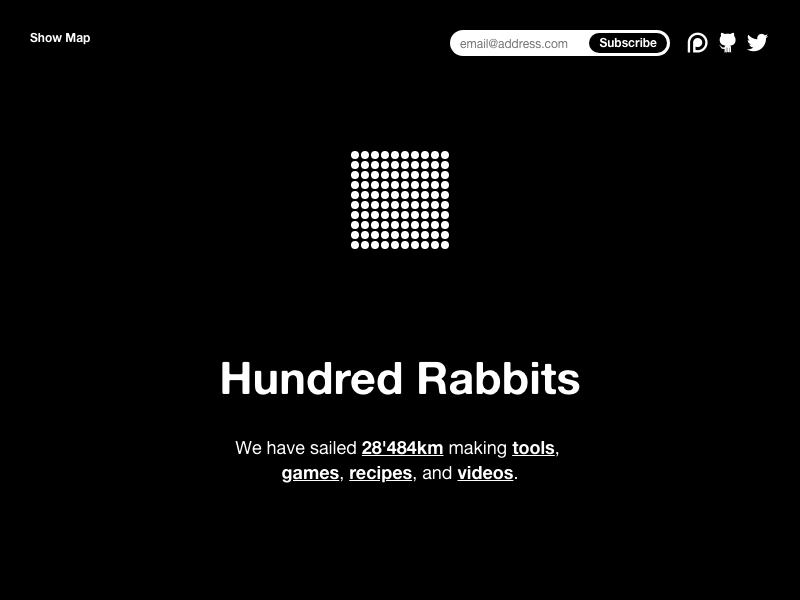 Show Map
email@address.com Subscribe
Hundred Rabbits
We have sailed 28'484km making tools,
games, recipes, and videos.